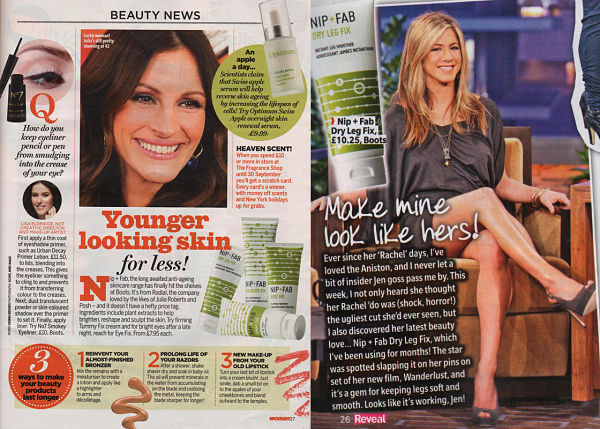 BEAUTY NEWS
Lucky woman!
Julia's still pretty
stunning at 42
N°7
Q
How do you
keep eyeliner
pencil or pen
from smudging
into the crease
of your eye?
LISA ELDRIDGE, NO7
CREATIVE DIRECTOR
AND MAKE-UP ARTIST
First apply a thin coat
of eyeshadow primer,
such as Urban Decay
Primer Lotion, £11.50,
to lids, blending into
the creases. This gives
the eyeliner something
to cling to and prevents
it from transferring
colour to the creases.
Next, dust translucent
powder or skin-coloured
shadow over the primer
to set it. Finally, apply
liner. Try No7 Smokey
Eyeliner, £10, Boots.
An
apple
a day...
Scientists claim
that Swiss apple
serum will help
reverse skin ageing
by increasing the lifespan of
cells! Try Optimum Swiss
Apple overnight skin
renewal serum,
£9.99.
Optimum
HEAVEN SCENT!
When you spend £10
or more in store at
The Fragrance Shop
until 30 September
you'll get a scratch card.
Every card's a winner,
with money off scents
and New York holidays
up for grabs.
Younger
looking skin
for less!
Nip + Fab, the long awaited anti-ageing
skincare range has finally hit the shelves
at Boots. It's from Rodial, the company
loved by the likes of Julia Roberts and
Posh – and it doesn't have a hefty price tag.
Ingredients include plant extracts to help
brighten, repair and sculpt the skin. Try firming
Tummy Fix cream and for bright eyes after a late
night, reach for Eye Fix. From £7.95 each.
NIP+FAB
NIP+FAB
NIP+FAB
NIP+FAB
3
ways to make
your beauty
products
last longer
1 REINVENT YOUR
ALMOST-FINISHED
BRONZER
Mix the remains with a
moisturiser to create
a lotion and apply like
a highlighter
to arms and
décolletage.
2 PROLONG LIFE OF
YOUR RAZORS
After a shower, shake
shaver dry and soak in baby oil.
The oil will prevent minerals in
the water from accumulating
on the blade and oxidizing
the metal, keeping the
blade sharper for longer!
3 NEW MAKE-UP
FROM YOUR
OLD LIPSTICK
Turn your last bit of lipstick
into a cream blush! Just
smile, dab a small bit on
to the apples of your
cheekbones and blend
outward to the temples.
woman 27
NIP+FAB
DRY LEG FIX
INSTANT LEG SMOOTHER
Nip + Fab
Dry Leg Fix,
£10.25, Boots
Make mine
look like hers!
Ever since her 'Rachel' days, I've
loved the Aniston, and I never let a
bit of insider Jen goss pass me by. This
week, I not only heard she thought
her Rachel 'do was (shock, horror!)
the ugliest cut she'd ever seen, but
also discovered her latest beauty
love... Nip + Fab Dry Leg Fix, which
I've been using for months! The star
was spotted slapping it on her pins on
set of her new film, Wanderlust, and
it's a gem for keeping legs soft and
smooth. Looks like it's working, Jen!
26 Reveal